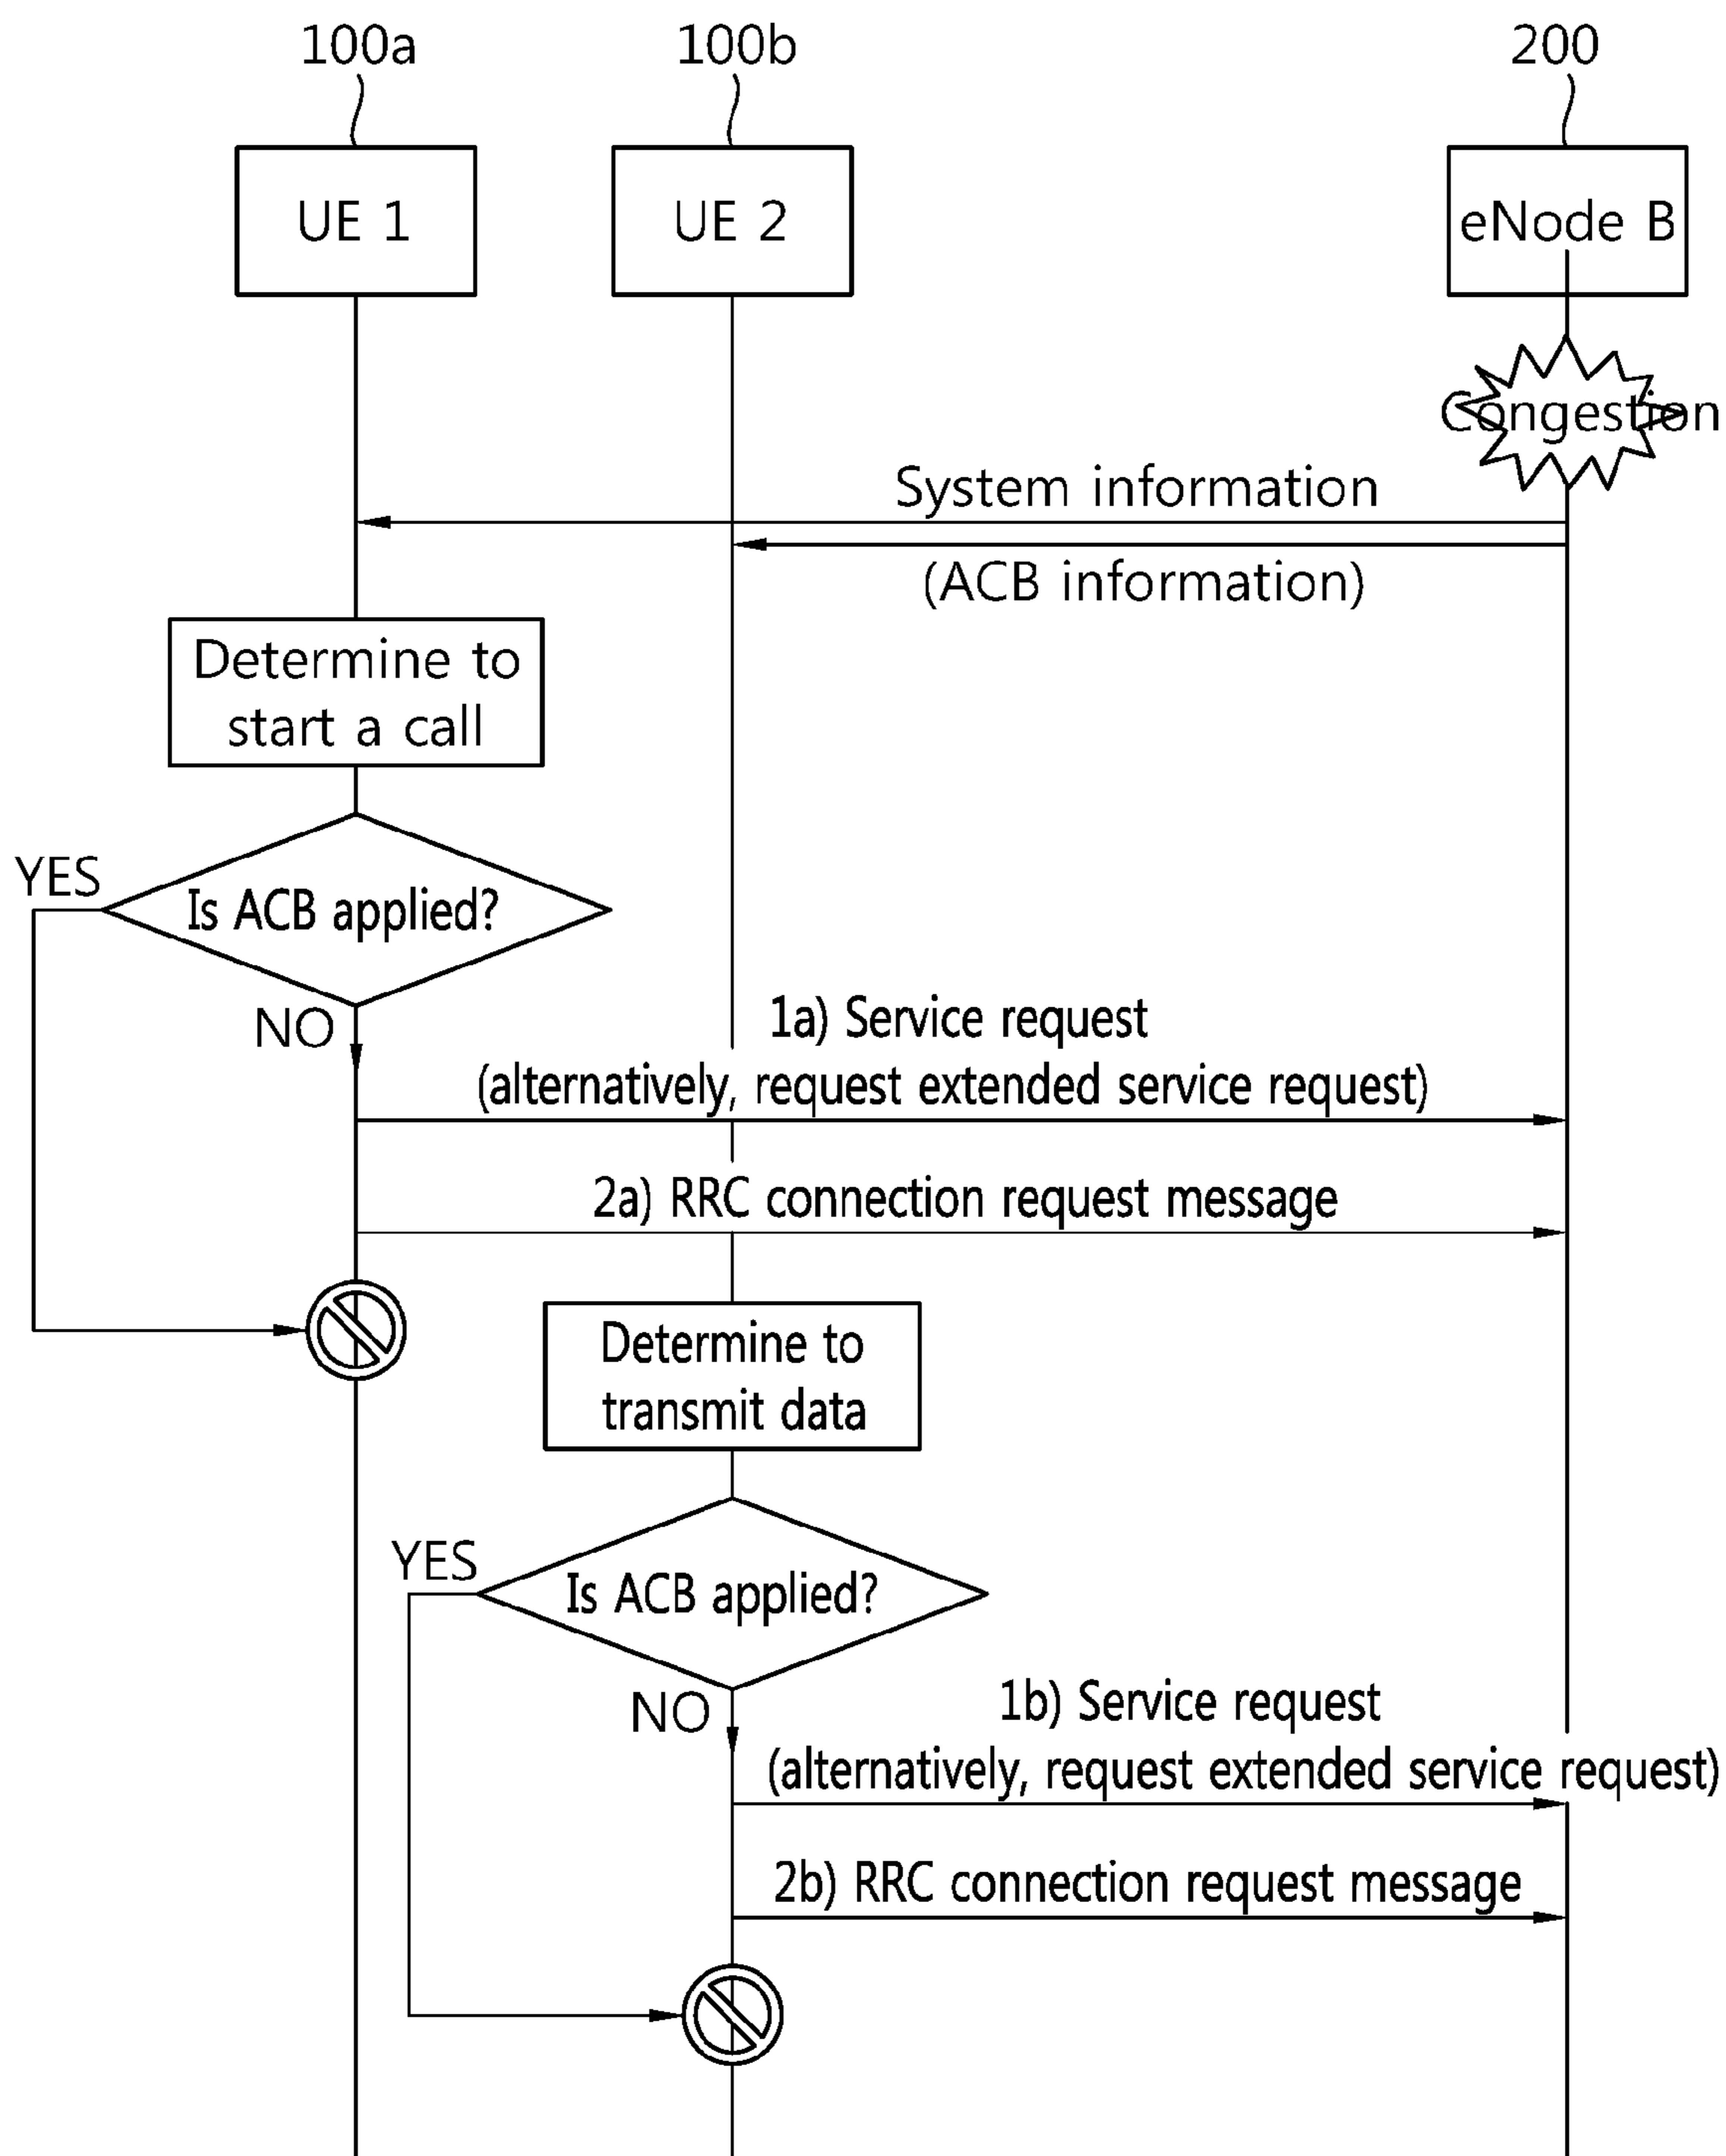 100a
100b
200
UE 1
UE 2
eNode B
Congestion
System information
(ACB information)
Determine to
start a call
YES
Is ACB applied?
NO
1a) Service request
(alternatively, request extended service request)
2a) RRC connection request message
Determine to
transmit data
YES
Is ACB applied?
NO
1b) Service request
(alternatively, request extended service request)
2b) RRC connection request message